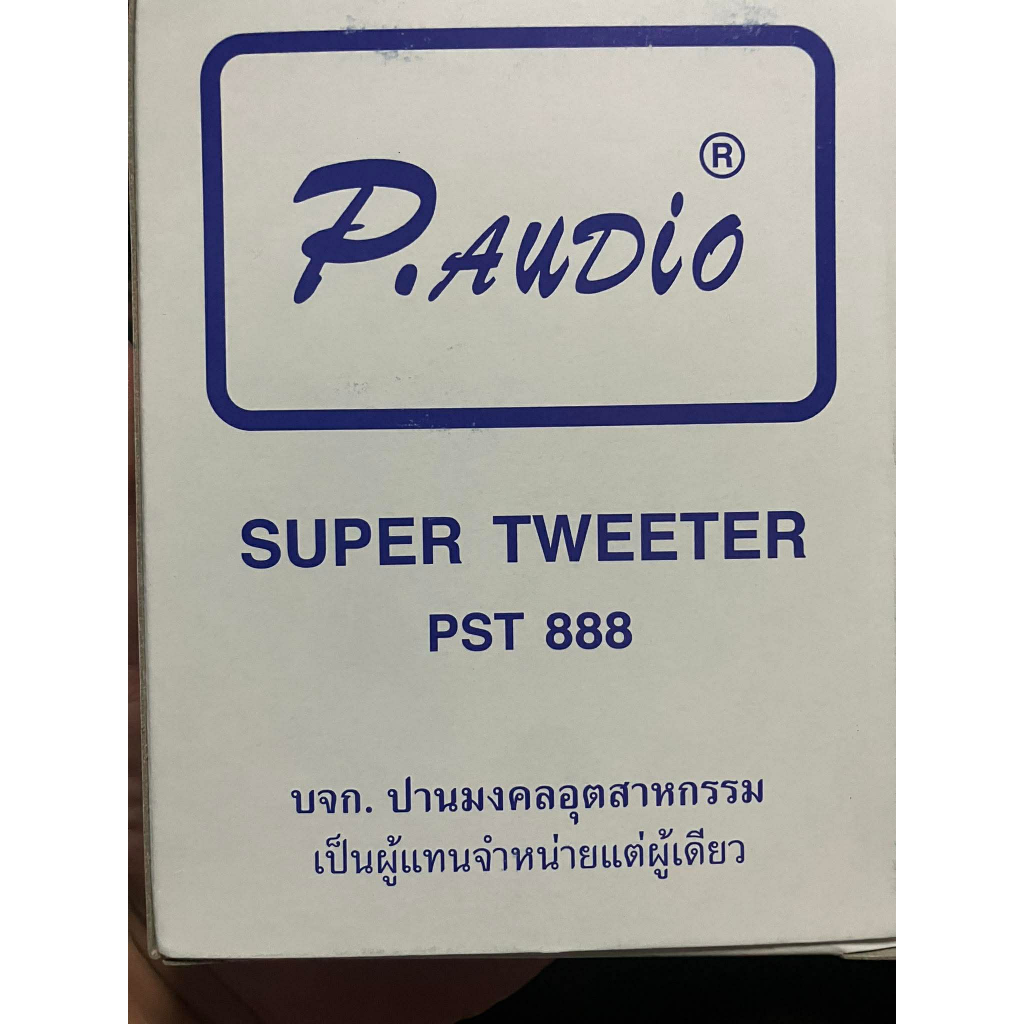 P.AUDIO®
SUPER TWEETER
PST 888
บจก. ปานมงคลอุตสาหกรรม
เป็นผู้แทนจำหน่ายแต่ผู้เดียว